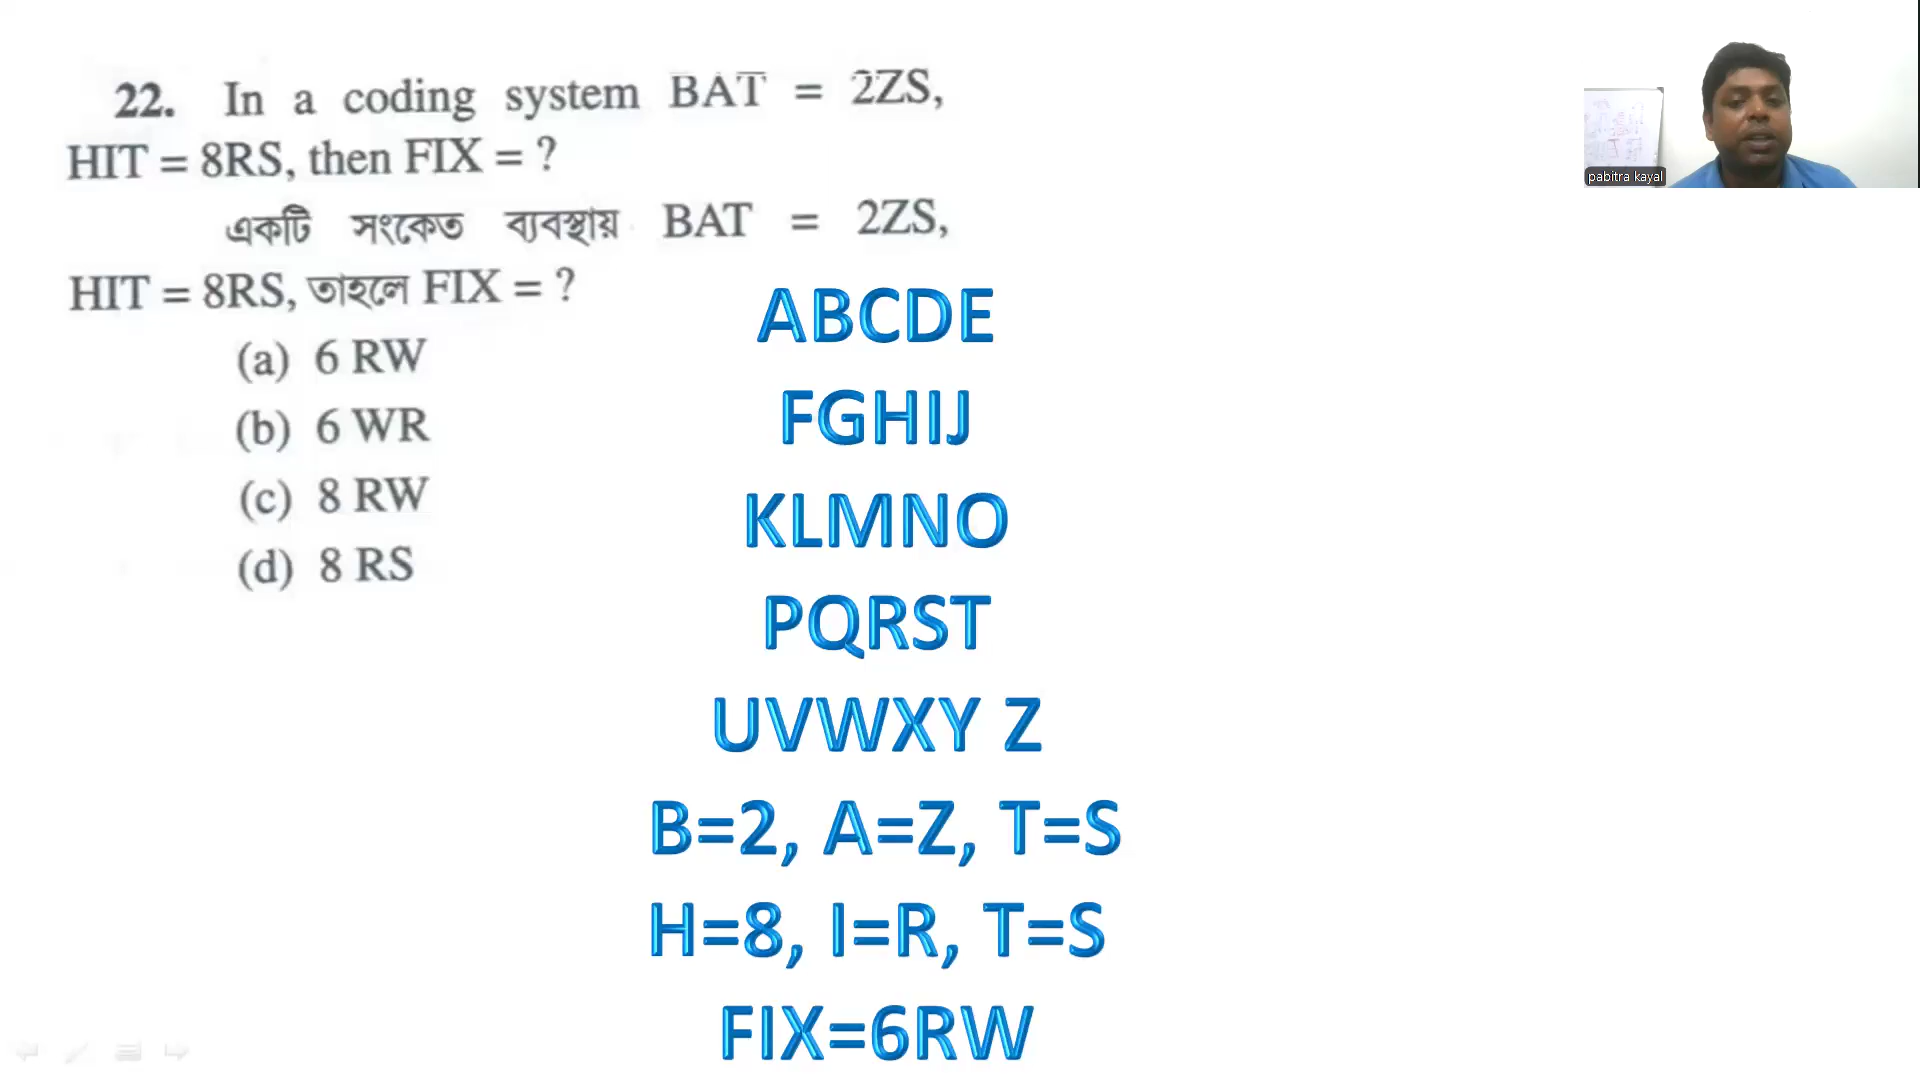 22. In a coding system BAT = 2ZS,
HIT = 8RS, then FIX = ?
একটি সংকেত ব্যবস্থায় BAT = 2ZS,
HIT = 8RS, তাহলে FIX = ?
(a) 6 RW
(b) 6 WR
(c) 8 RW
(d) 8 RS
ABCDE
FGHIJ
KLMNO
PQRST
UVWXY Z
B=2, A=Z, T=S
H=8, I=R, T=S
FIX=6RW
pabitra kayal